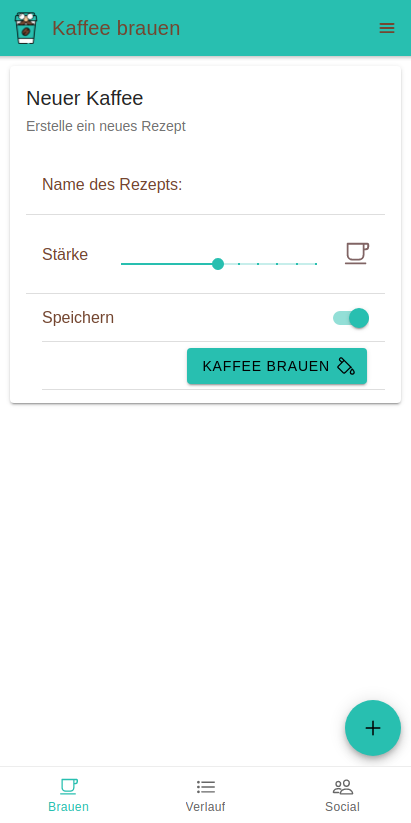 Kaffee brauen
Neuer Kaffee
Erstelle ein neues Rezept
Name des Rezepts:
Stärke
Speichern
KAFFEE BRAUEN
Brauen Verlauf Social